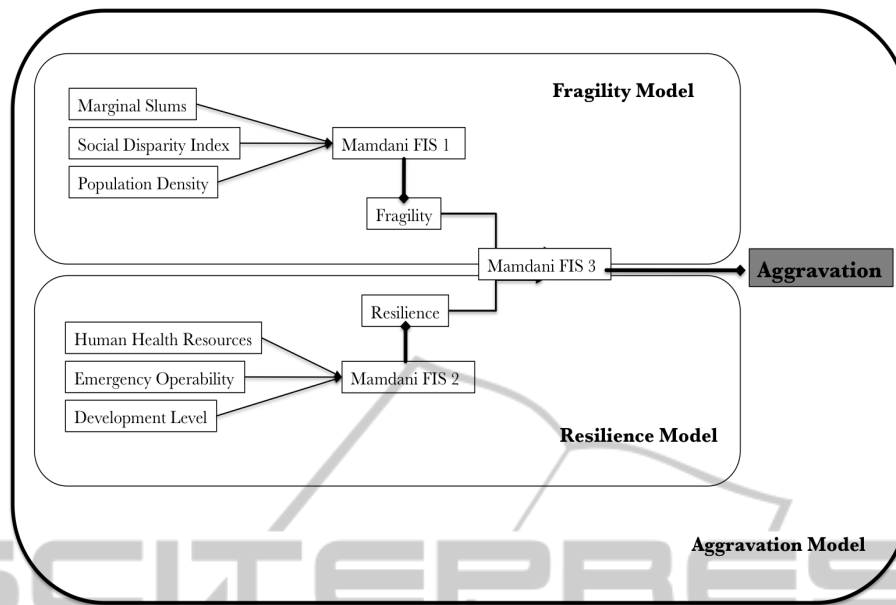 Fragility Model
Marginal Slums
Social Disparity Index
Population Density
Mamdani FIS 1
Fragility
Mamdani FIS 3
Aggravation
Resilience
Human Health Resources
Emergency Operability
Development Level
Mamdani FIS 2
Resilience Model
Aggravation Model
SCITEPRES